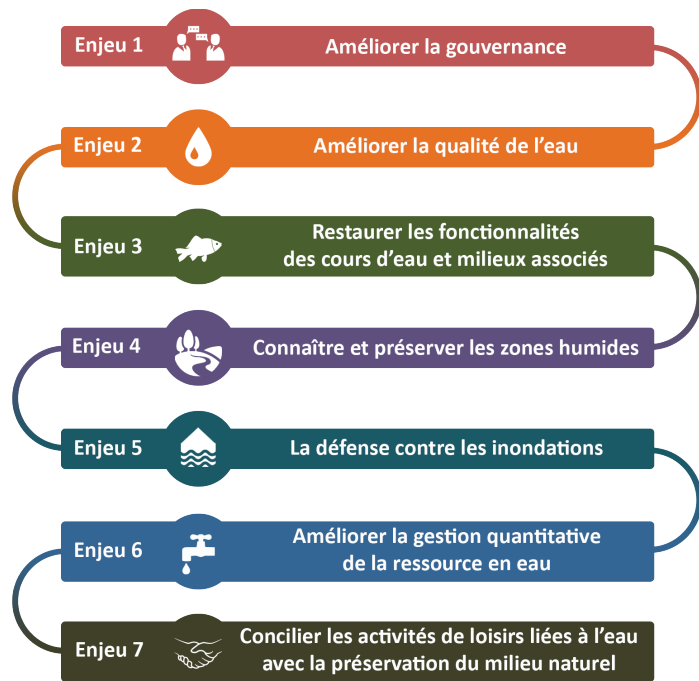 Enjeu 1
Améliorer la gouvernance
Enjeu 2
Améliorer la qualité de l'eau
Enjeu 3
Restaurer les fonctionnalités
des cours d'eau et milieux associés
Enjeu 4
Connaître et préserver les zones humides
Enjeu 5
La défense contre les inondations
Enjeu 6
Améliorer la gestion quantitative
de la ressource en eau
Enjeu 7
Concilier les activités de loisirs liées à l'eau
avec la préservation du milieu naturel